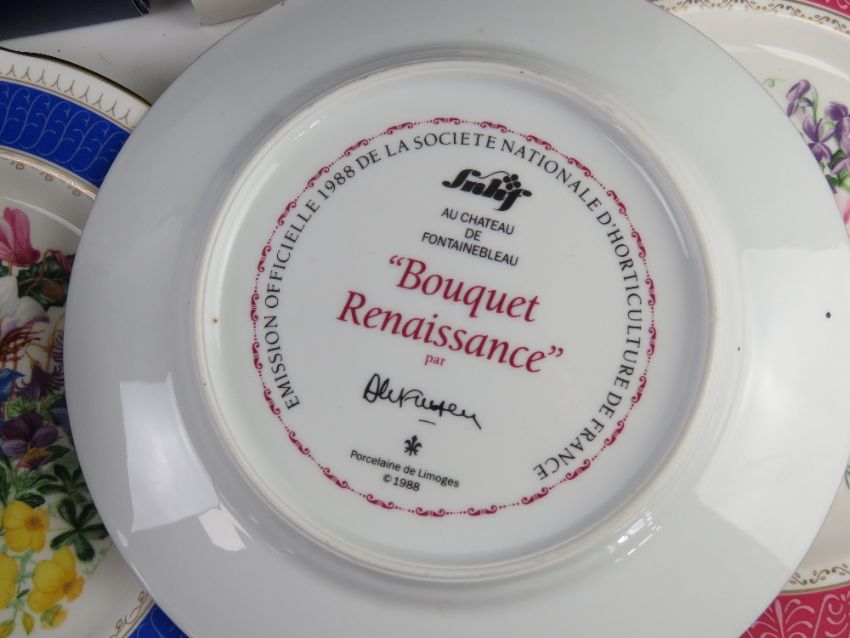 EMISSION OFFICIELLE 1988 DE LA SOCIETE NATIONALE D'HORTICULTURE DE FRANCE
Snhf
AU CHATEAU
DE
FONTAINEBLEAU
“Bouquet
Renaissance”
par
Porcelaine de Limoges
©1988